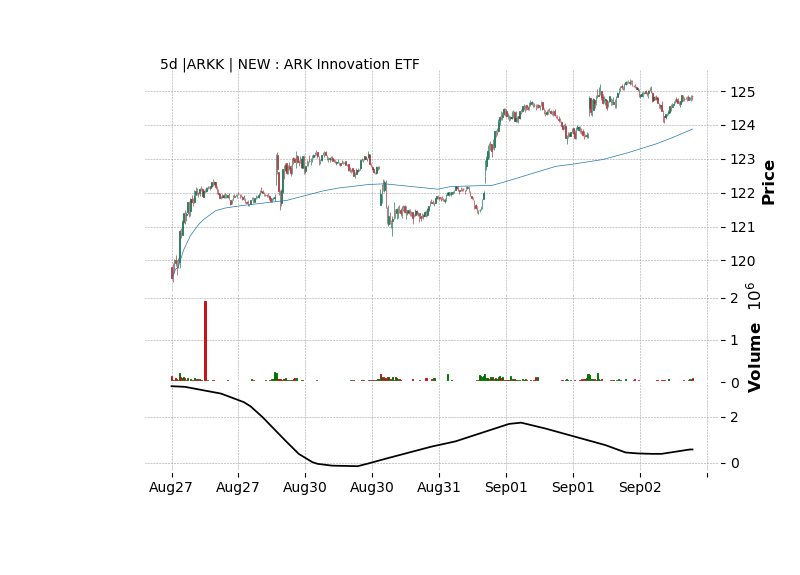 5d |ARKK | NEW : ARK Innovation ETF
125
124
123
122
121
120
Price
2
1
0
Volume 10^6
2
0
Aug27 Aug27 Aug30 Aug30 Aug31 Sep01 Sep01 Sep02